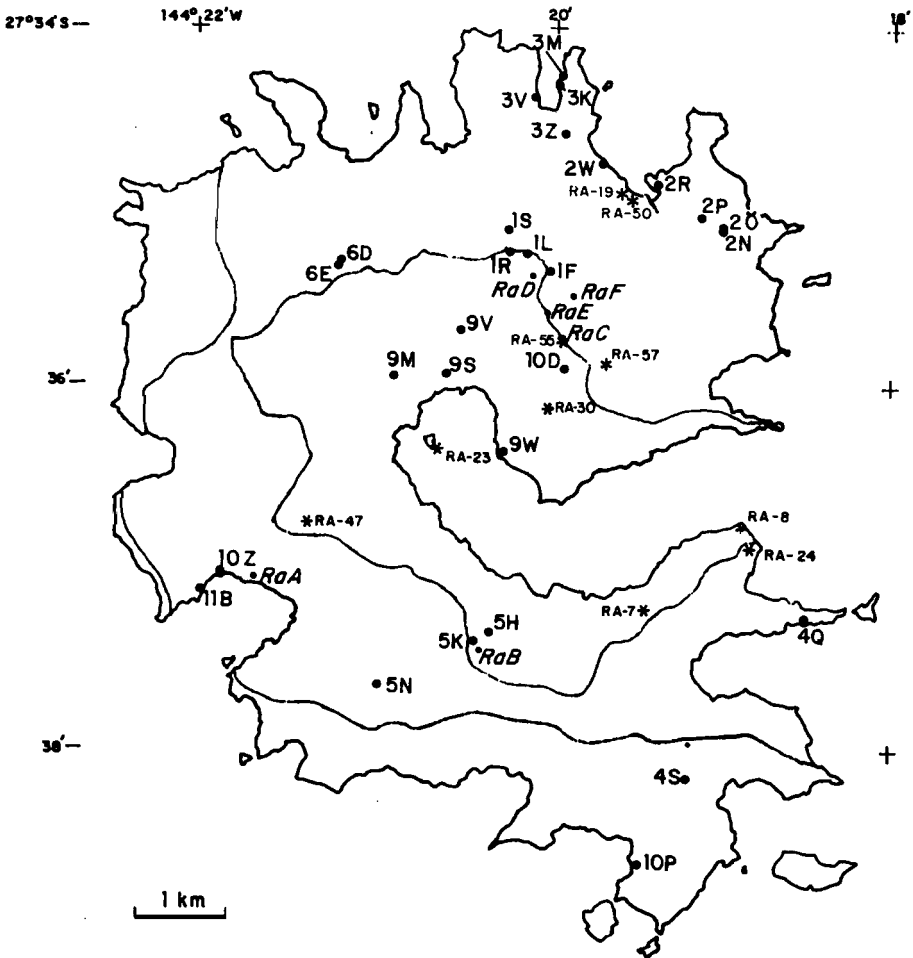 27°34'S
144°22'W
20'
18'
3M
3V
3K
3Z
2W
2R
RA-19
RA-50
2P
2O
2N
1S
1L
1R
1F
6D
6E
RaD
RaF
RaE
9V
RA-55
RaC
RA-57
10D
36'
9M
9S
RA-30
9W
RA-23
RA-47
RA-8
RA-24
10Z
RaA
11B
RA-7
5H
5K
RaB
4Q
5N
38'
4S
10P
1 km